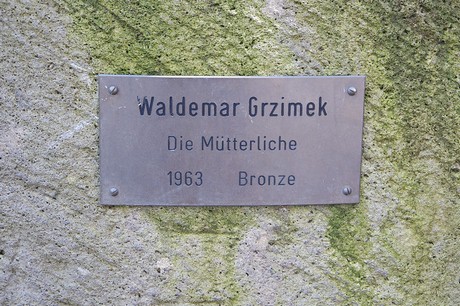 Waldemar Grzimek
Die Mütterliche
1963 Bronze